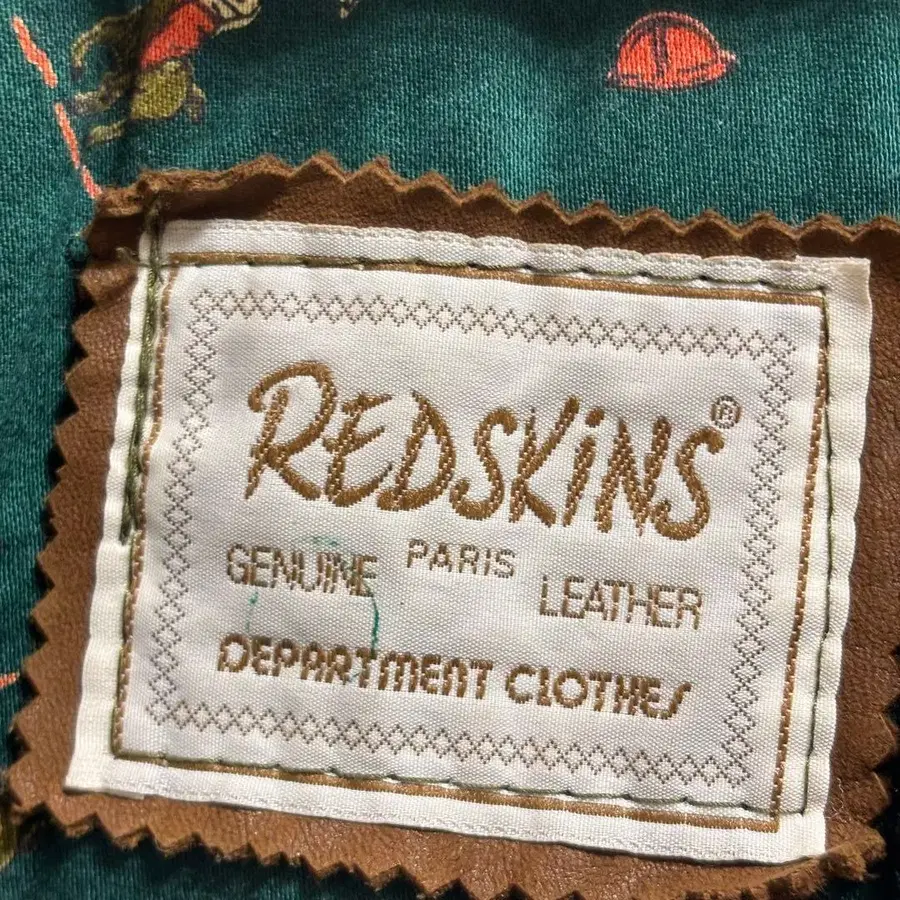 REDSKiNS®
GENUINE PARIS LEATHER
DEPARTMENT CLOTHES